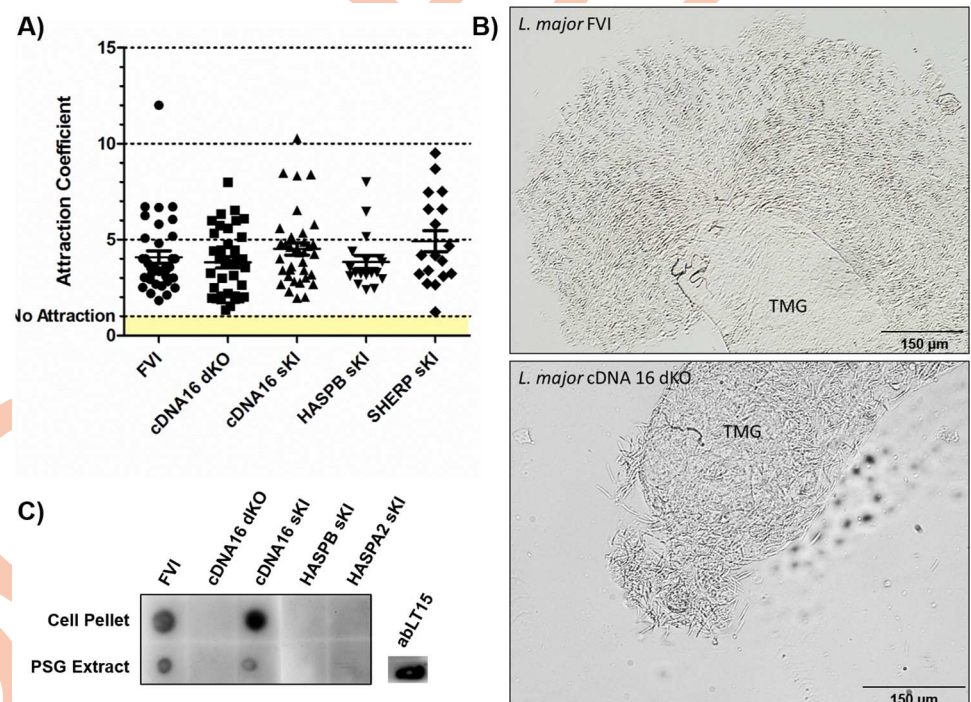 A)
15
10
5
0
Attraction Coefficient
No Attraction
FVI
cDNA16 dKO
cDNA16 sKI
HASPB sKI
SHERP sKI
B)
L. major FVI
TMG
150 µm
L. major cDNA 16 dKO
TMG
150 µm
C)
FVI
cDNA16 dKO
cDNA16 sKI
HASPB sKI
HASPA2 sKI
Cell Pellet
PSG Extract
abLT15